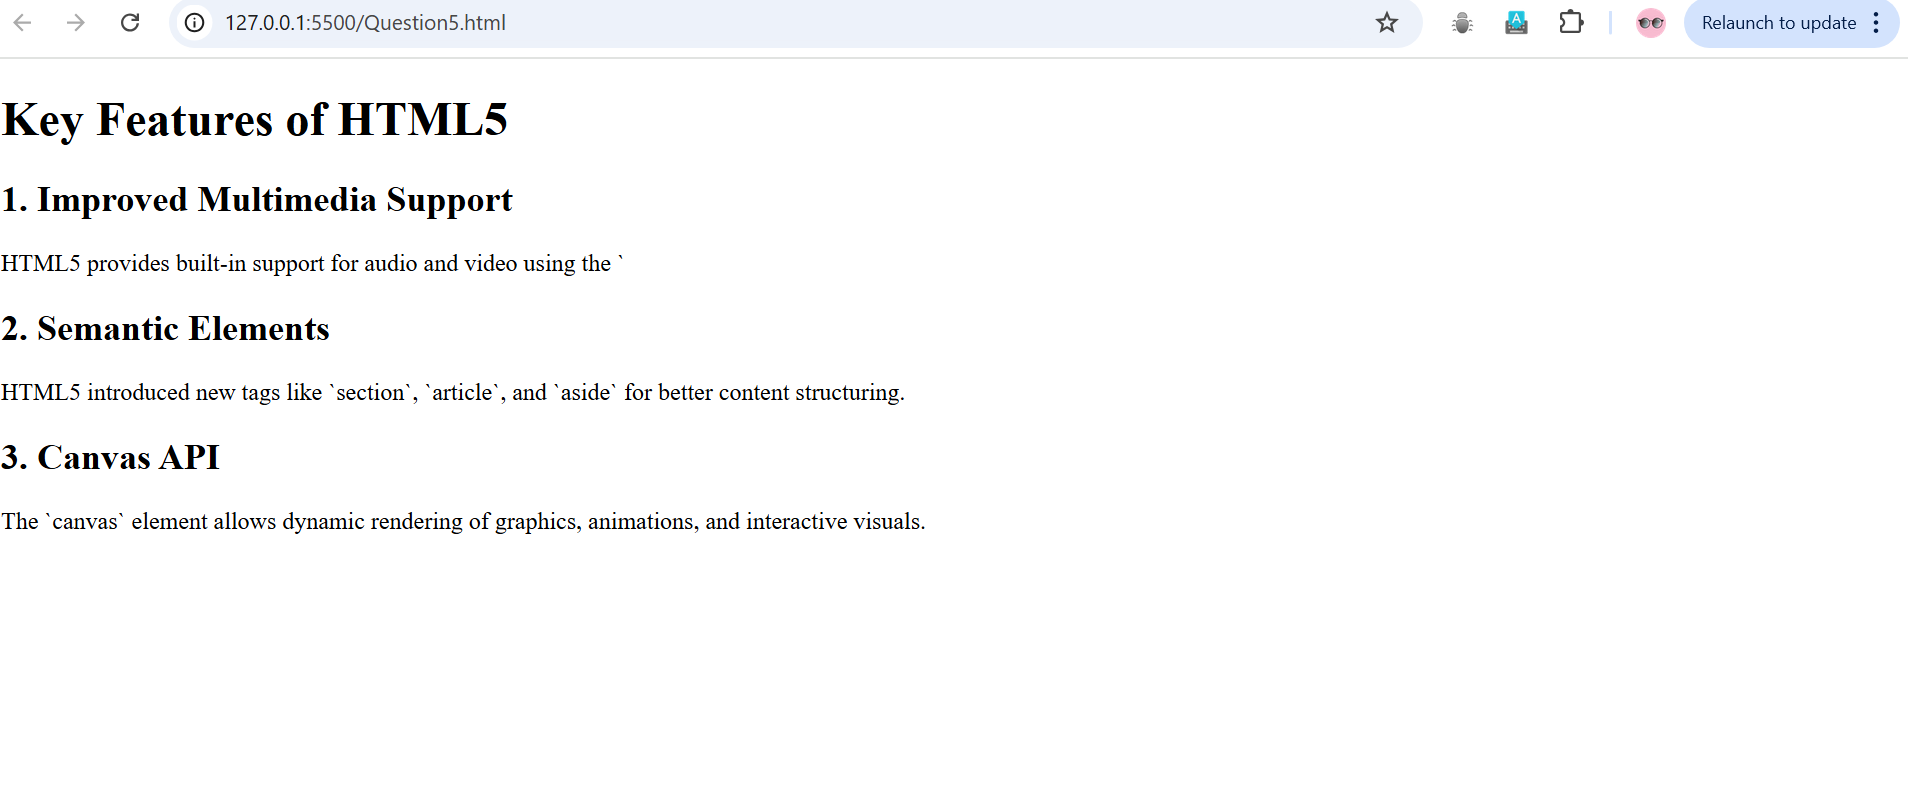 127.0.0.1:5500/Question5.html
Relaunch to update
A
Key Features of HTML5
1. Improved Multimedia Support
HTML5 provides built-in support for audio and video using the `
2. Semantic Elements
HTML5 introduced new tags like `section`, `article`, and `aside` for better content structuring.
3. Canvas API
The `canvas` element allows dynamic rendering of graphics, animations, and interactive visuals.